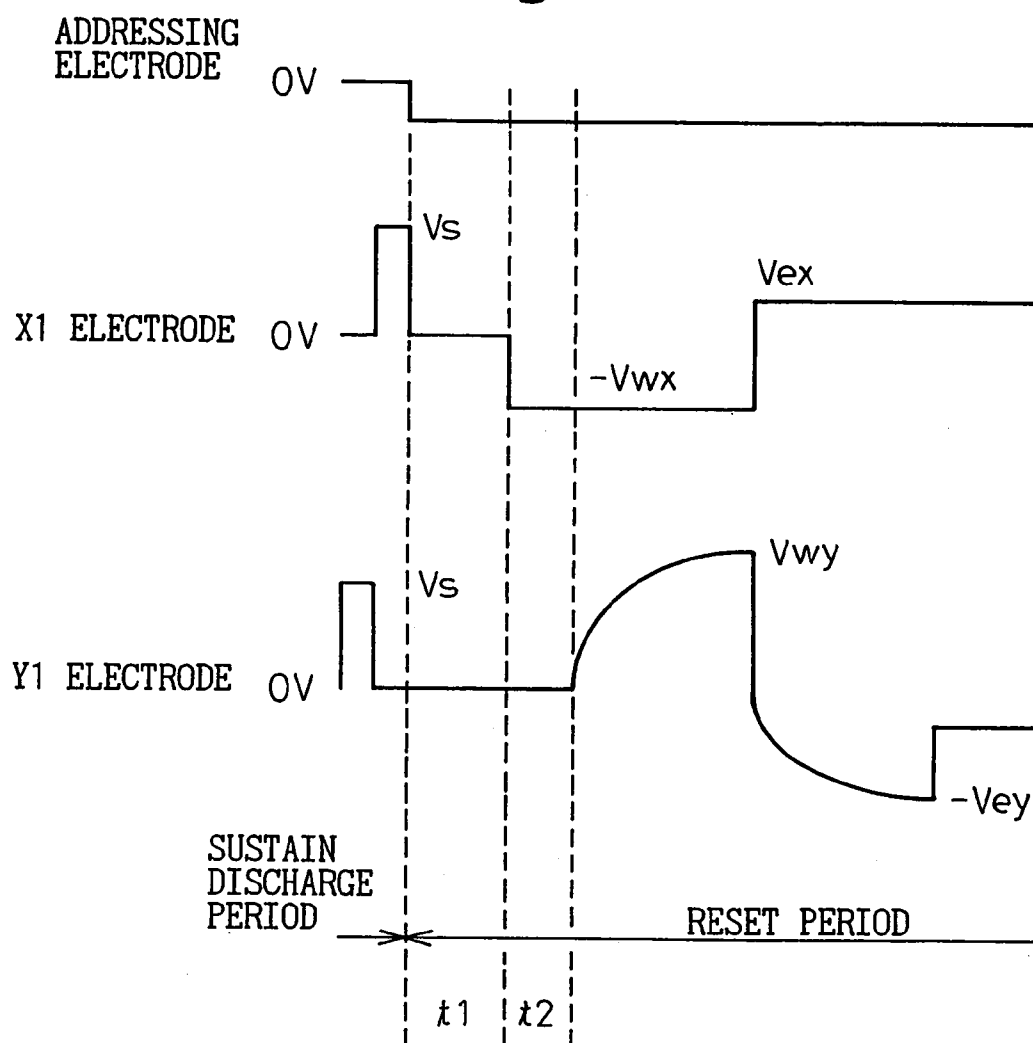 ADDRESSING
ELECTRODE
0V
Vs
Vex
X1 ELECTRODE
0V
-Vwx
Vwy
Vs
Y1 ELECTRODE
0V
-Vey
SUSTAIN
DISCHARGE
PERIOD
RESET PERIOD
t1
t2